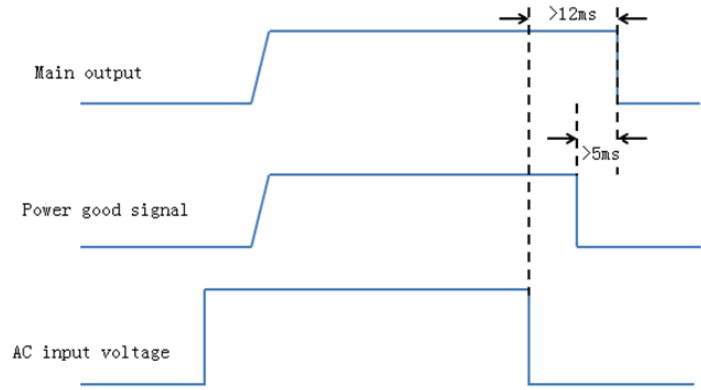 >12ms
Main output
>5ms
Power good signal
AC input voltage